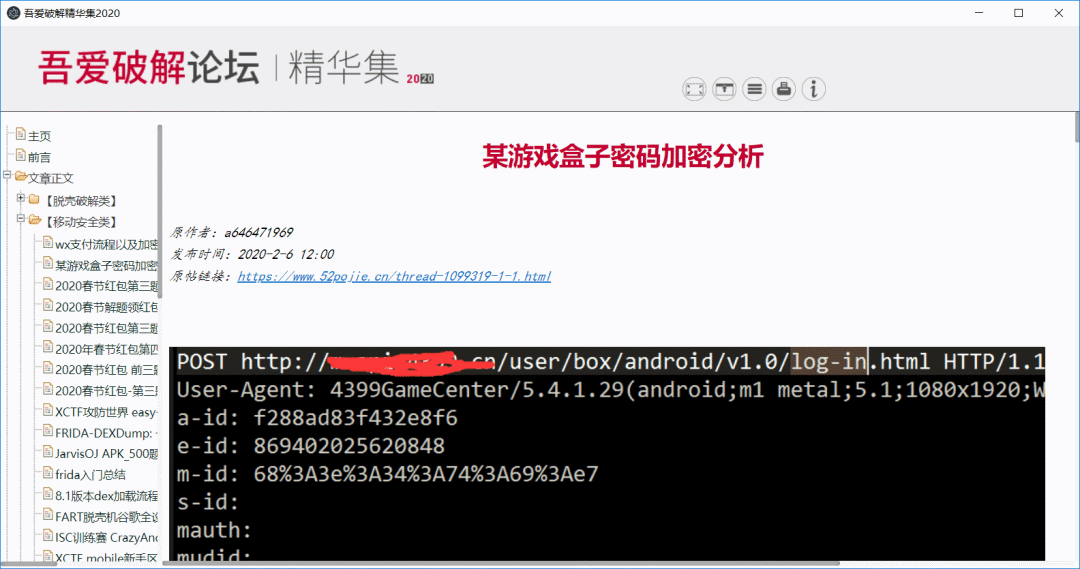 吾爱破解精华集2020
吾爱破解论坛 | 精华集 2020
主页
前言
文章正文
【脱壳破解类】
【移动安全类】
wx支付流程以及加密
某游戏盒子密码加密
2020春节红包第三题
2020春节解题领红包
2020春节红包第三题
2020年春节红包第四
2020春节红包 前三题
2020春节红包-第三题
XCTF攻防世界 easy-
FRIDA-DEXDump:
JarvisOJ APK_500题
frida入门总结
8.1版本dex加载流程
FART脱壳机谷歌全设
ISC训练赛 CrazyAnd
XCTF mobile新手区
某游戏盒子密码加密分析
原作者：a646471969
发布时间：2020-2-6 12:00
原帖链接：https://www.52pojie.cn/thread-1099319-1-1.html
POST http://.cn/user/box/android/v1.0/log-in.html HTTP/1.1
User-Agent: 4399GameCenter/5.4.1.29(android;m1 metal;5.1;1080x1920;W
a-id: f288ad83f432e8f6
e-id: 869402025620848
m-id: 68%3A3e%3A34%3A74%3A69%3Ae7
s-id:
mauth:
mudid: